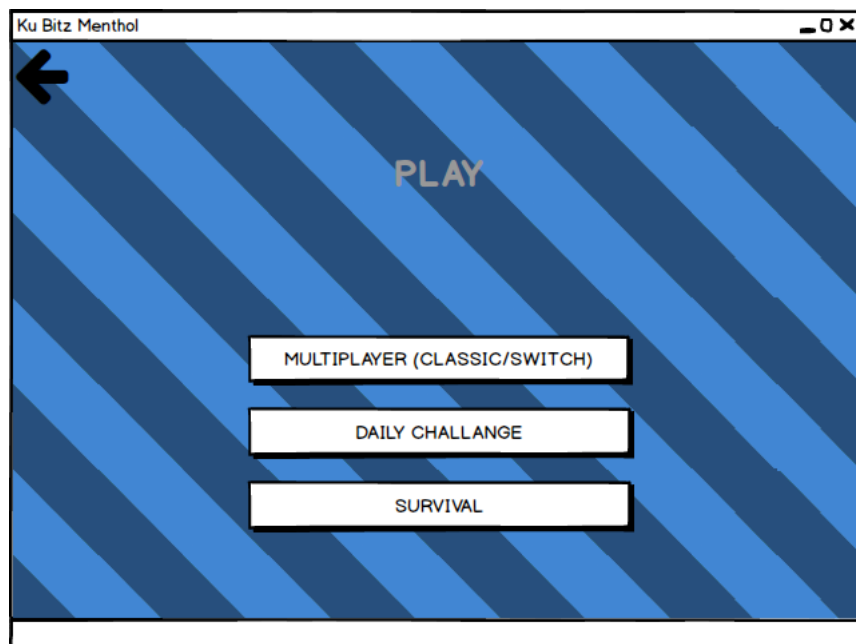 Ku Bitz Menthol
PLAY
MULTIPLAYER (CLASSIC/SWITCH)
DAILY CHALLANGE
SURVIVAL